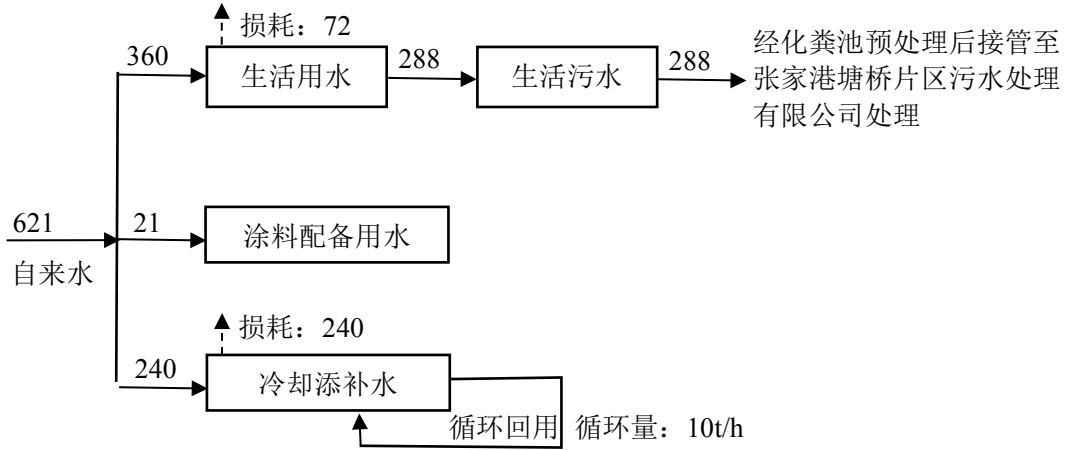 损耗：72
360
生活用水
288
生活污水
288
经化粪池预处理后接管至
张家港塘桥片区污水处理
有限公司处理
621
自来水
21
涂料配备用水
损耗：240
240
冷却添补水
循环回用
循环量：10t/h